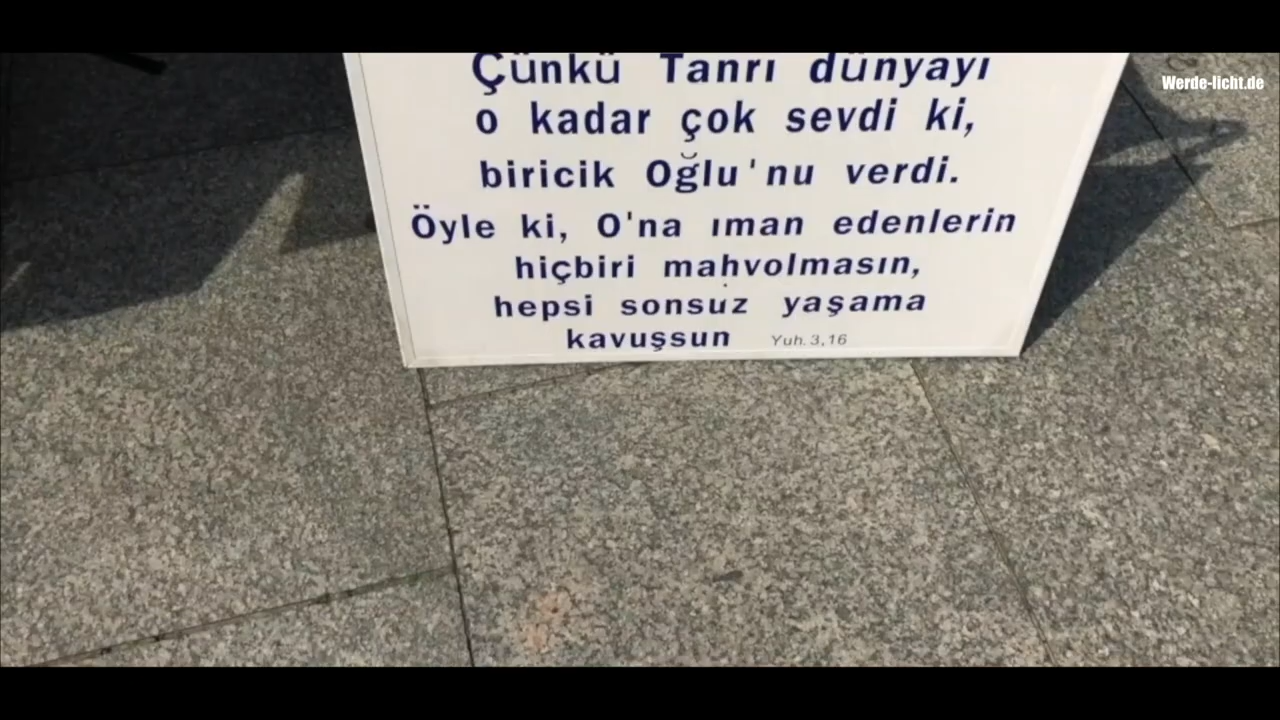 Werde-licht.de
Çünkü Tanrı dünyayı
o kadar çok sevdi ki,
biricik Oğlu'nu verdi.
Öyle ki, O'na ıman edenlerin
hiçbiri mahvolmasın,
hepsi sonsuz yaşama
kavuşsun Yuh. 3,16